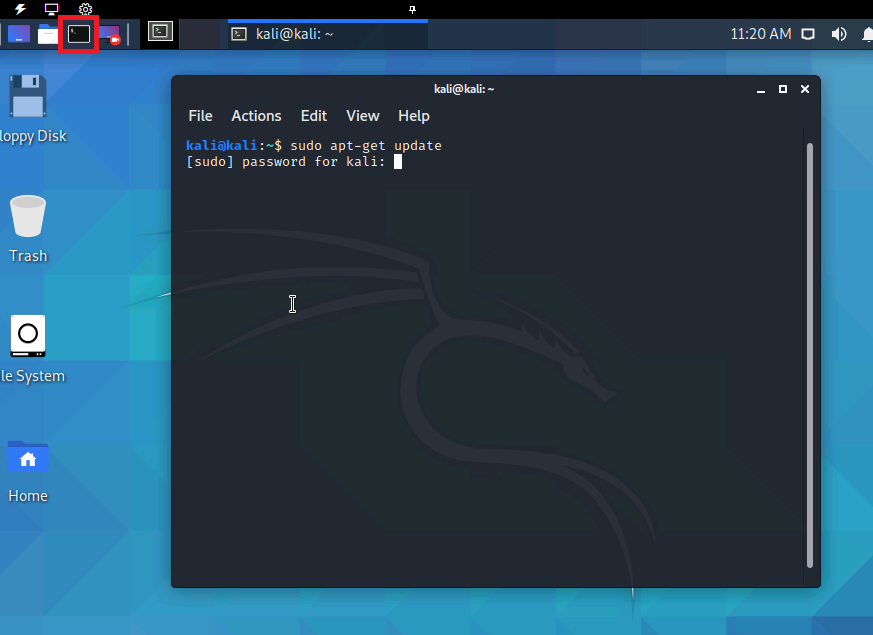 kali@kali: ~
11:20 AM
kali@kali: ~
File Actions Edit View Help
kali@kali:~$ sudo apt-get update
[sudo] password for kali:
loppy Disk
Trash
le System
Home